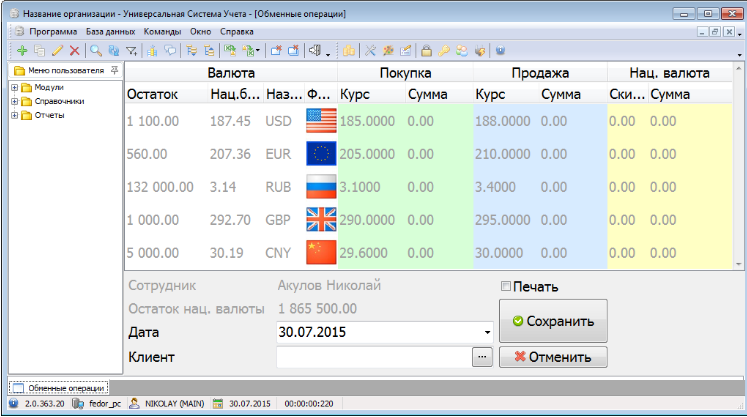 Название организации - Универсальная Система Учета - [Обменные операции]
Программа База данных Команды Окно Справка
Меню пользователя
Модули
Справочники
Отчеты
Валюта Покупка Продажа Нац. валюта
Остаток Нац.б... Наз... Ф... Курс Сумма Курс Сумма Ски... Сумма
1 100.00 187.45 USD 185.0000 0.00 188.0000 0.00 0.00 0.00
560.00 207.36 EUR 205.0000 0.00 210.0000 0.00 0.00 0.00
132 000.00 3.14 RUB 3.1000 0.00 3.4000 0.00 0.00 0.00
1 000.00 292.70 GBP 290.0000 0.00 295.0000 0.00 0.00 0.00
5 000.00 30.19 CNY 29.6000 0.00 30.0000 0.00 0.00 0.00
Сотрудник Акулов Николай Печать
Остаток нац. валюты 1 865 500.00
Дата 30.07.2015 Сохранить
Клиент ... Отменить
Обменные операции
2.0.363.20 fedor_pc NIKOLAY (MAIN) 30.07.2015 00:00:00:220